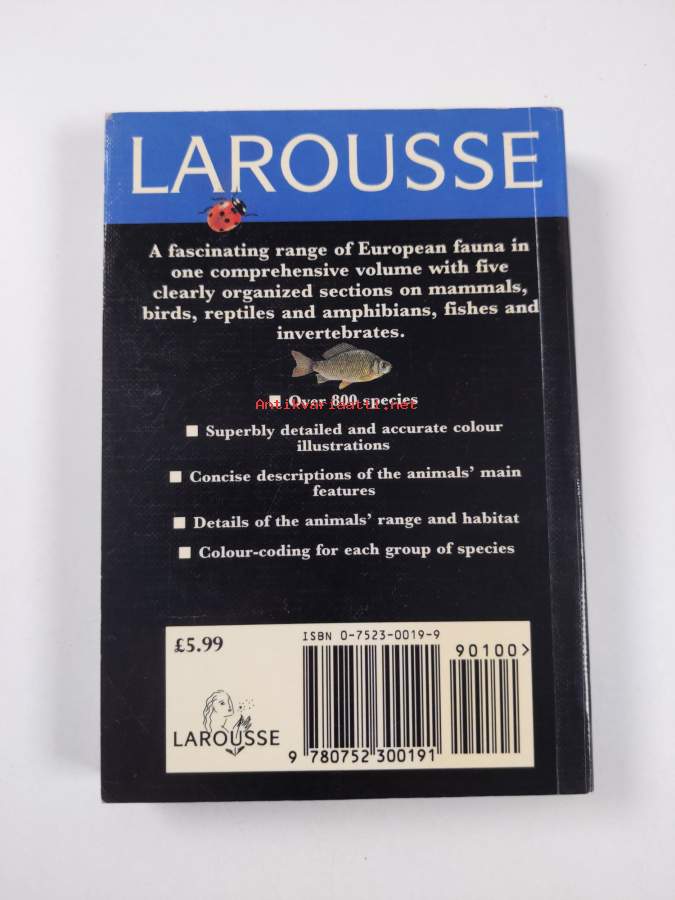 LAROUSSE
A fascinating range of European fauna in
one comprehensive volume with five
clearly organized sections on mammals,
birds, reptiles and amphibians, fishes and
invertebrates.
■ Over 800 species
Antikvariaatti.net
■ Superbly detailed and accurate colour
illustrations
■ Concise descriptions of the animals' main
features
■ Details of the animals' range and habitat
■ Colour-coding for each group of species
£5.99
ISBN 0-7523-0019-9
90100>
LAROUSSE
9 780752 300191